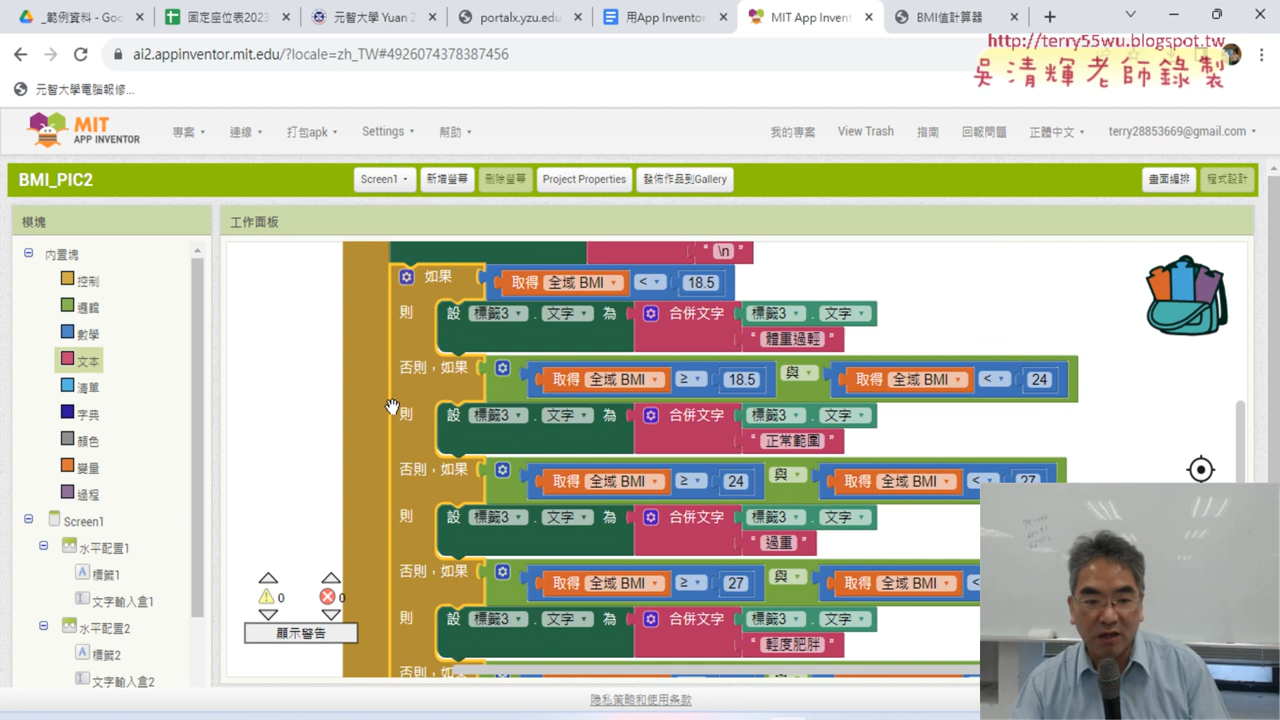 _範例資料 - Goo
固定座位表2023
元智大學 Yuan Z
portalx.yzu.edu
用App Inventor
MIT App Invent
BMI值計算器
ai2.appinventor.mit.edu/?locale=zh_TW#4926074378387456
http://terry55wu.blogspot.tw
吳清輝老師錄製
元智大學電腦報修...
MIT
APP INVENTOR
專案
連線
打包apk
Settings
幫助
我的專案
View Trash
指南
回報問題
正體中文
terry28853669@gmail.com
BMI_PIC2
Screen1
新增螢幕
刪除螢幕
Project Properties
發佈作品到Gallery
畫面編排
程式設計
模塊
工作面板
內置塊
控制
邏輯
數學
文本
清單
字典
顏色
變量
過程
Screen1
水平配置1
標籤1
文字輸入盒1
水平配置2
標籤2
文字輸入盒2
" \n "
如果 取得 全域 BMI < 18.5
則 設 標籤3 . 文字 為 合併文字 標籤3 . 文字
" 體重過輕 "
否則,如果 取得 全域 BMI ≥ 18.5 與 取得 全域 BMI < 24
則 設 標籤3 . 文字 為 合併文字 標籤3 . 文字
" 正常範圍 "
否則,如果 取得 全域 BMI ≥ 24 與 取得 全域 BMI < 27
則 設 標籤3 . 文字 為 合併文字 標籤3 . 文字
" 過重 "
否則,如果 取得 全域 BMI ≥ 27 與 取得 全域 BMI <
則 設 標籤3 . 文字 為 合併文字 標籤3 . 文字
" 輕度肥胖 "
否則,如果
0 0
顯示警告
隐私策略和使用条款